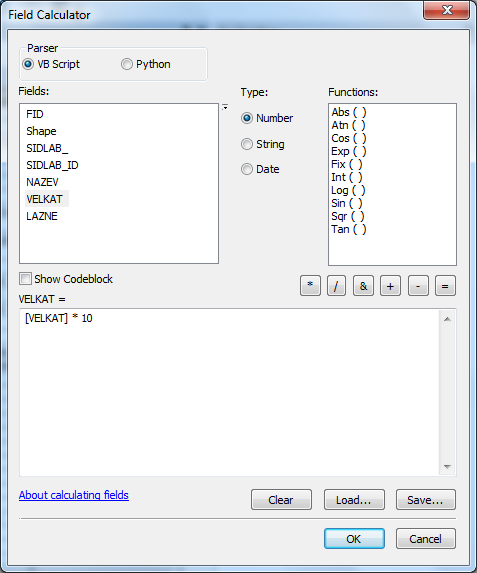 Field Calculator
Parser
VB Script
Python
Fields:
Type:
Functions:
FID
Shape
SIDLAB_
SIDLAB_ID
NAZEV
VELKAT
LAZNE
Number
String
Date
Abs ( )
Atn ( )
Cos ( )
Exp ( )
Fix ( )
Int ( )
Log ( )
Sin ( )
Sqr ( )
Tan ( )
Show Codeblock
* / & + - =
VELKAT =
[VELKAT] * 10
About calculating fields
Clear
Load...
Save...
OK
Cancel